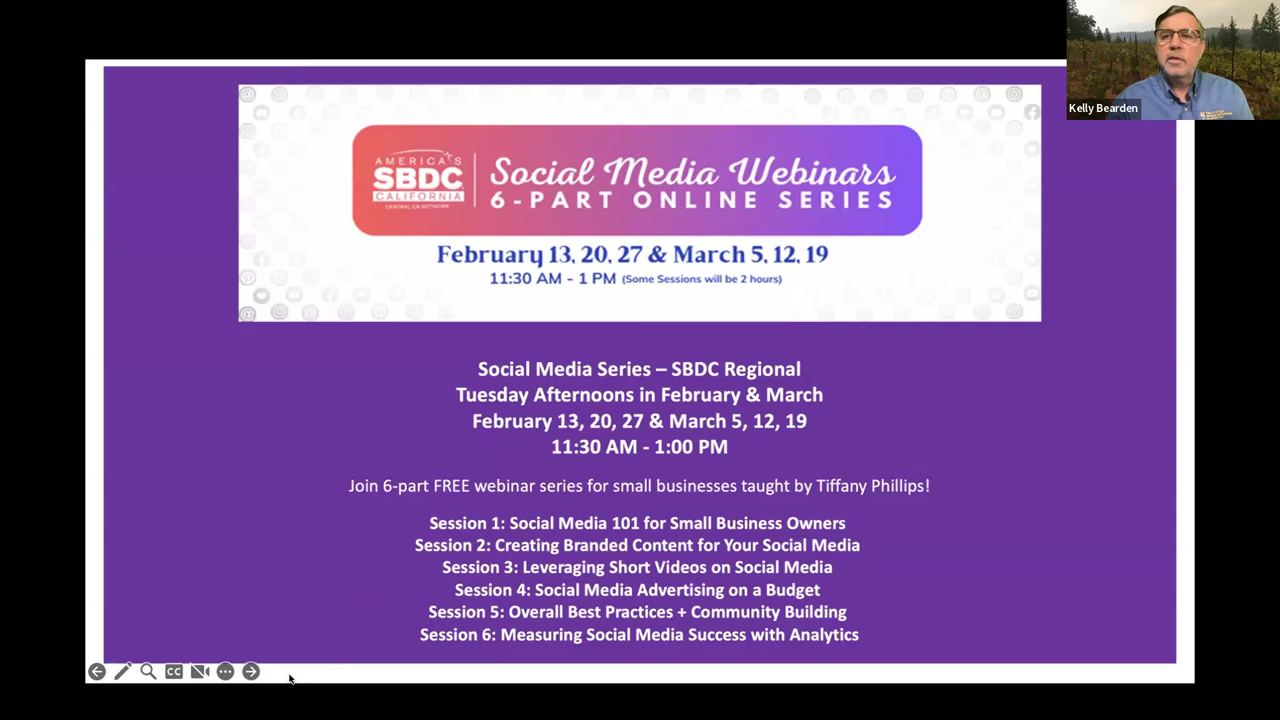 Kelly Bearden
AMERICA'S
SBDC
CALIFORNIA
CENTRAL CA NETWORK
Social Media Webinars
6-PART ONLINE SERIES
February 13, 20, 27 & March 5, 12, 19
11:30 AM - 1 PM (Some Sessions will be 2 hours)
Social Media Series – SBDC Regional
Tuesday Afternoons in February & March
February 13, 20, 27 & March 5, 12, 19
11:30 AM - 1:00 PM
Join 6-part FREE webinar series for small businesses taught by Tiffany Phillips!
Session 1: Social Media 101 for Small Business Owners
Session 2: Creating Branded Content for Your Social Media
Session 3: Leveraging Short Videos on Social Media
Session 4: Social Media Advertising on a Budget
Session 5: Overall Best Practices + Community Building
Session 6: Measuring Social Media Success with Analytics
CC